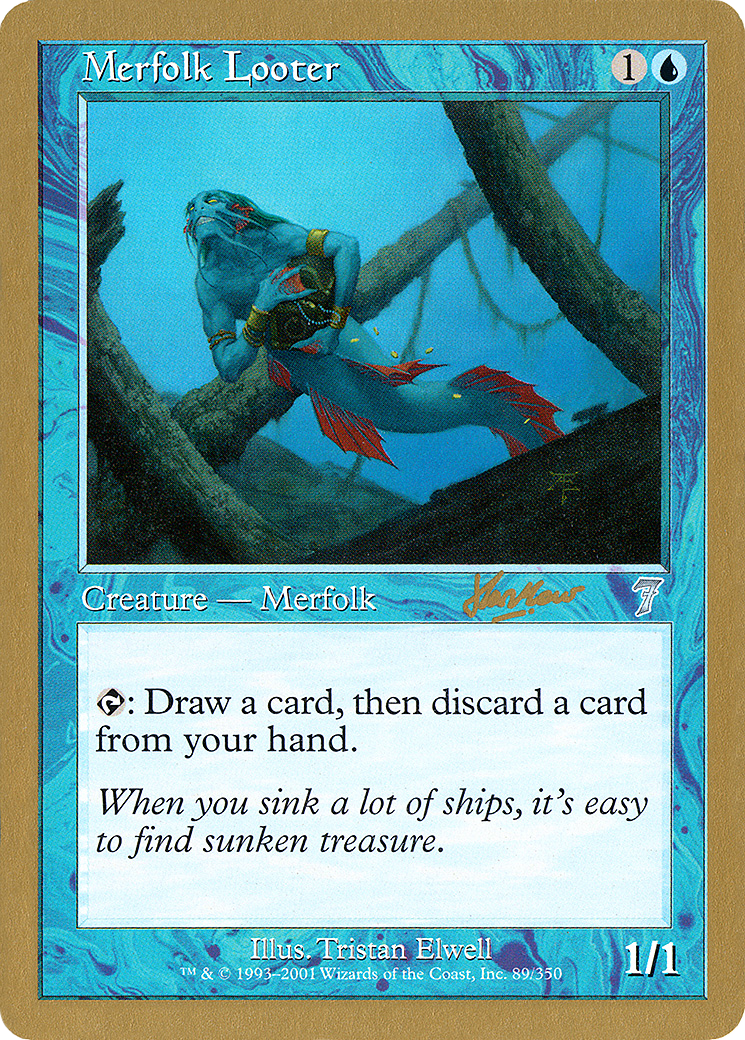 Merfolk Looter 1
Creature — Merfolk 7
: Draw a card, then discard a card
from your hand.
When you sink a lot of ships, it's easy
to find sunken treasure.
Illus. Tristan Elwell
™ & © 1993–2001 Wizards of the Coast, Inc. 89/350
1/1